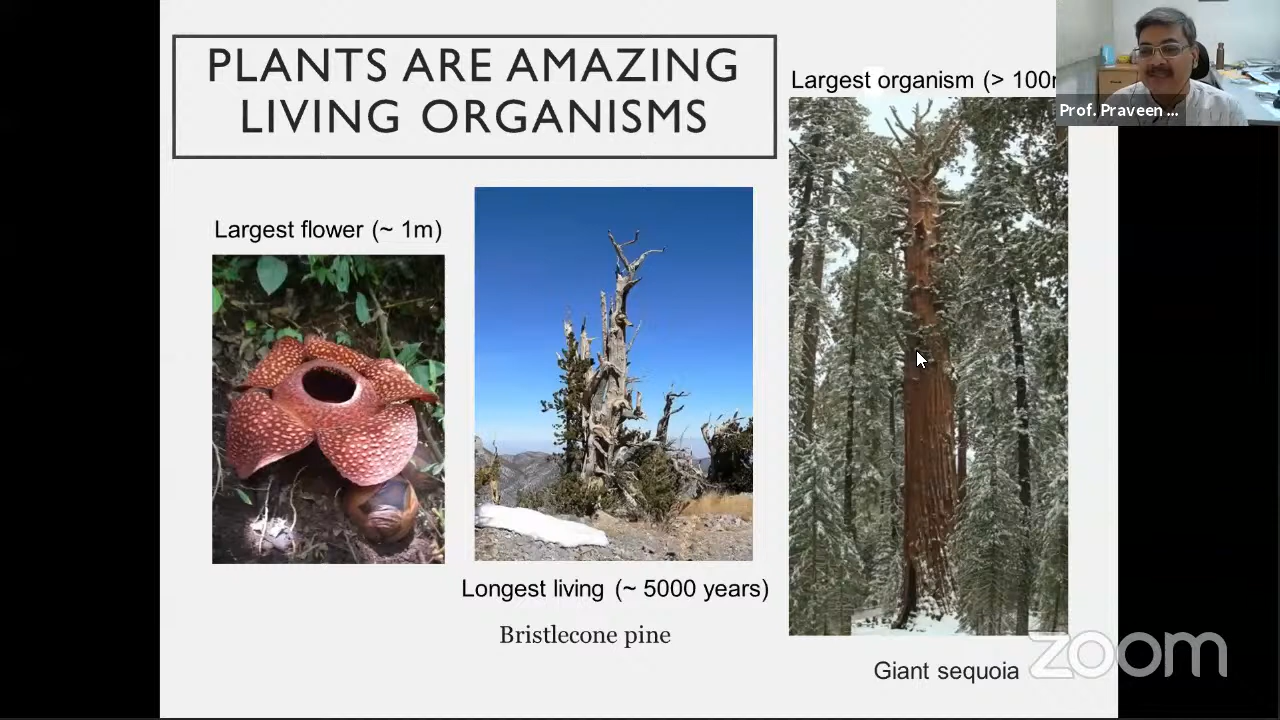 PLANTS ARE AMAZING
LIVING ORGANISMS
Largest organism (> 100
Prof. Praveen ...
Largest flower (~ 1m)
Longest living (~ 5000 years)
Bristlecone pine
Giant sequoia
zoom